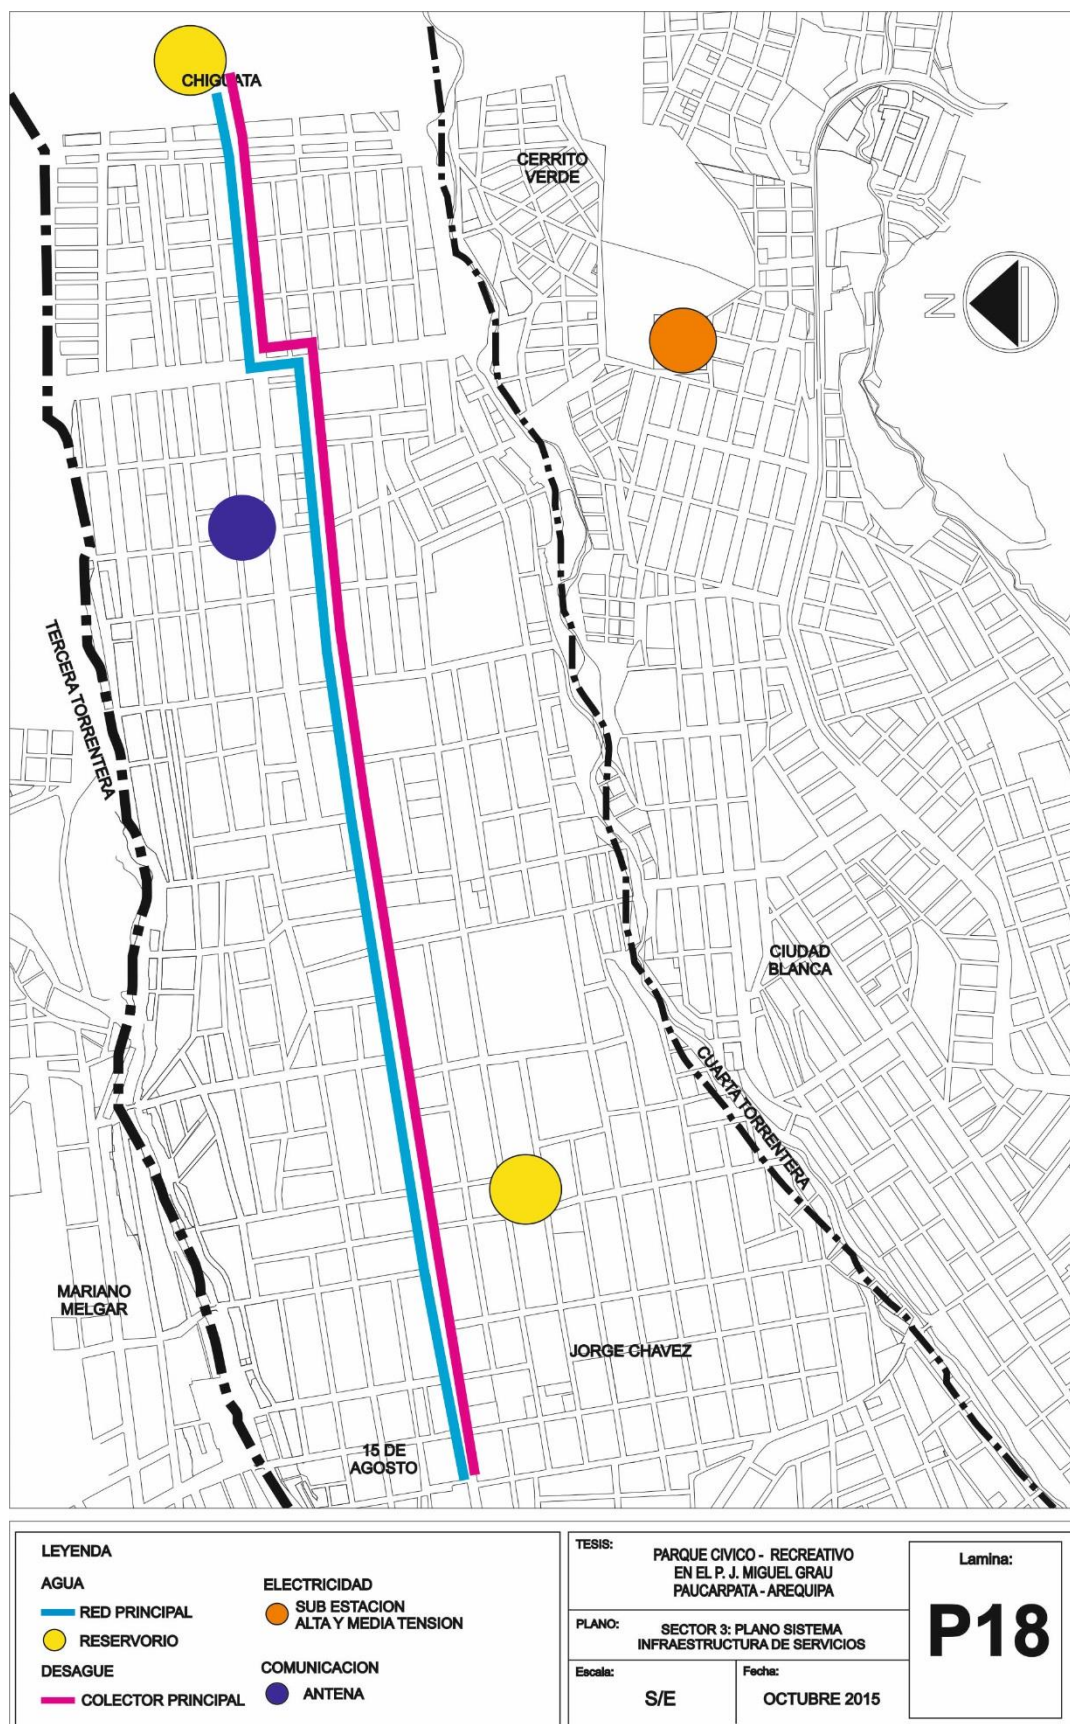 CHIGUATA
CERRITO
VERDE
N
TERCERA TORRENTERA
CIUDAD
BLANCA
CUARTA TORRENTERA
MARIANO
MELGAR
JORGE CHAVEZ
15 DE
AGOSTO
LEYENDA
AGUA
RED PRINCIPAL
RESERVORIO
DESAGUE
COLECTOR PRINCIPAL
ELECTRICIDAD
SUB ESTACION
ALTA Y MEDIA TENSION
COMUNICACION
ANTENA
TESIS:
PARQUE CIVICO - RECREATIVO
EN EL P. J. MIGUEL GRAU
PAUCARPATA - AREQUIPA
PLANO:
SECTOR 3: PLANO SISTEMA
INFRAESTRUCTURA DE SERVICIOS
Escala:
S/E
Fecha:
OCTUBRE 2015
Lamina:
P18